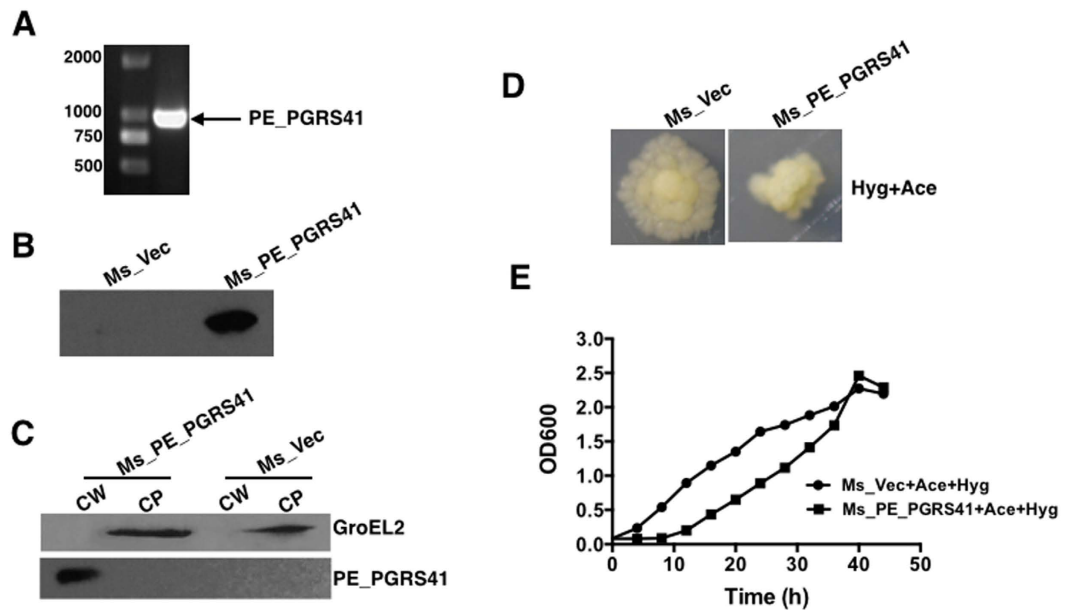 A
2000
1000
750
500
PE_PGRS41
B
Ms_Vec
Ms_PE_PGRS41
C
Ms_PE_PGRS41
Ms_Vec
CW
CP
CW
CP
GroEL2
PE_PGRS41
D
Ms_Vec
Ms_PE_PGRS41
Hyg+Ace
E
3.0
2.5
2.0
1.5
1.0
0.5
0.0
OD600
0
10
20
30
40
50
Time (h)
Ms_Vec+Ace+Hyg
Ms_PE_PGRS41+Ace+Hyg